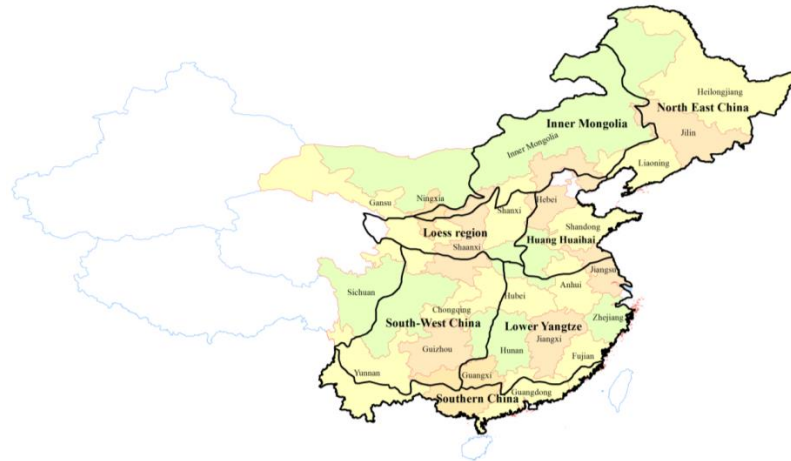 Heilongjiang
North East China
Inner Mongolia
Jilin
Inner Mongolia
Liaoning
Gansu
Ningxia
Hebei
Shanxi
Shandong
Loess region
Huang Huaihai
Shaanxi
Jiangsu
Anhui
Sichuan
Hubei
Chongqing
Zhejiang
South-West China
Lower Yangtze
Jiangxi
Guizhou
Hunan
Fujian
Yunnan
Guangxi
Guangdong
Southern China